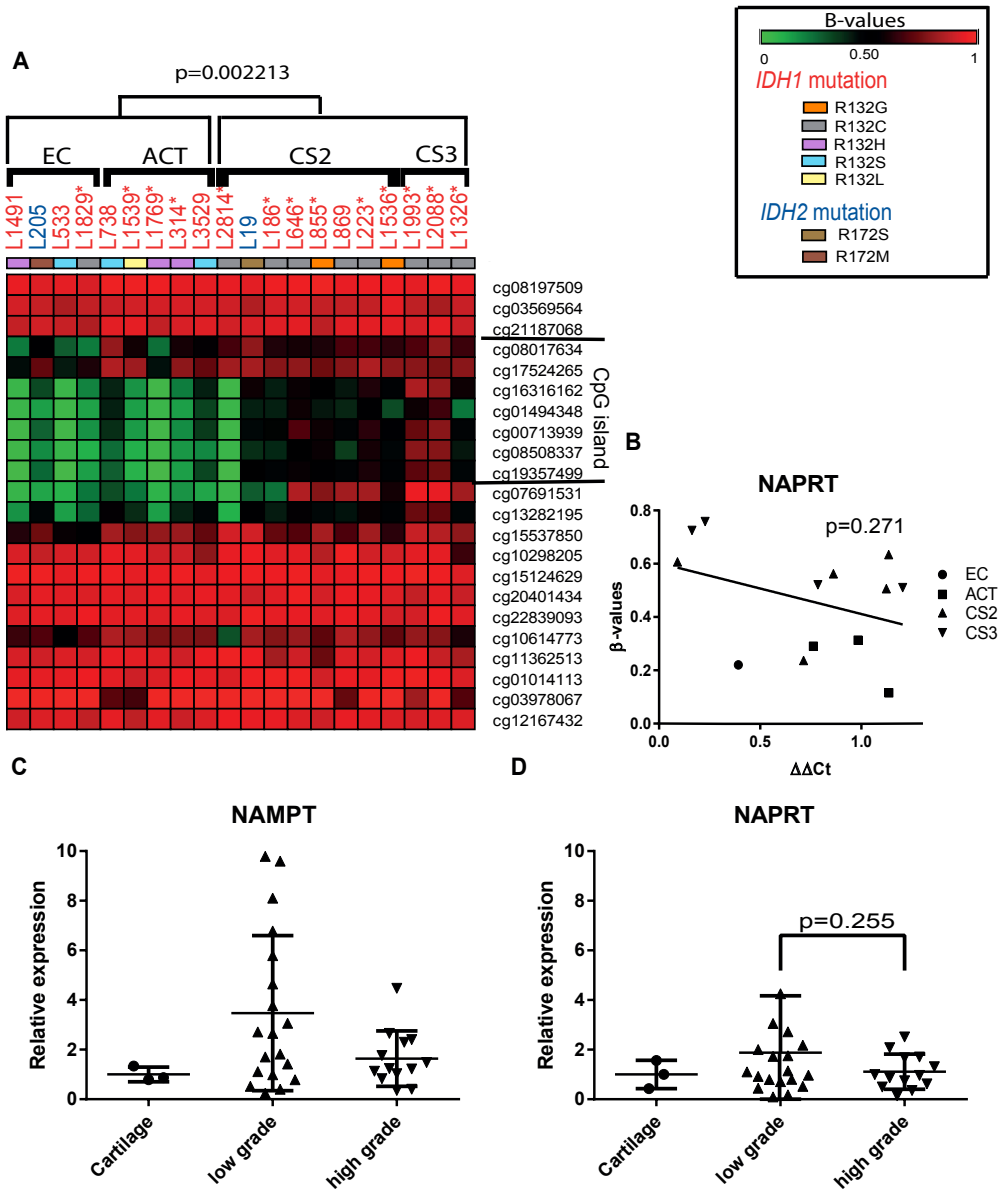 B-values
0
0.50
1
IDH1 mutation
R132G
R132C
R132H
R132S
R132L
IDH2 mutation
R172S
R172M
A
p=0.002213
EC ACT CS2 CS3
L1491 L205 L533 L1829* L738 L1539* L1769* L314* L3529 L2814* L19 L186* L646* L855* L869 L223* L1536* L1993* L2088* L1326*
cg08197509
cg03569564
cg21187068
cg08017634
cg17524265
cg16316162
cg01494348
cg00713939
cg08508337
cg19357499
cg07691531
cg13282195
cg15537850
cg10298205
cg15124629
cg20401434
cg22839093
cg10614773
cg11362513
cg01014113
cg03978067
cg12167432
CpG island
B
NAPRT
p=0.271
β-values
0.8
0.6
0.4
0.2
0.0
0.0 0.5 1.0
ΔΔCt
EC
ACT
CS2
CS3
C
NAMPT
Relative expression
10
8
6
4
2
0
Cartilage
low grade
high grade
D
NAPRT
p=0.255
Relative expression
10
8
6
4
2
0
Cartilage
low grade
high grade